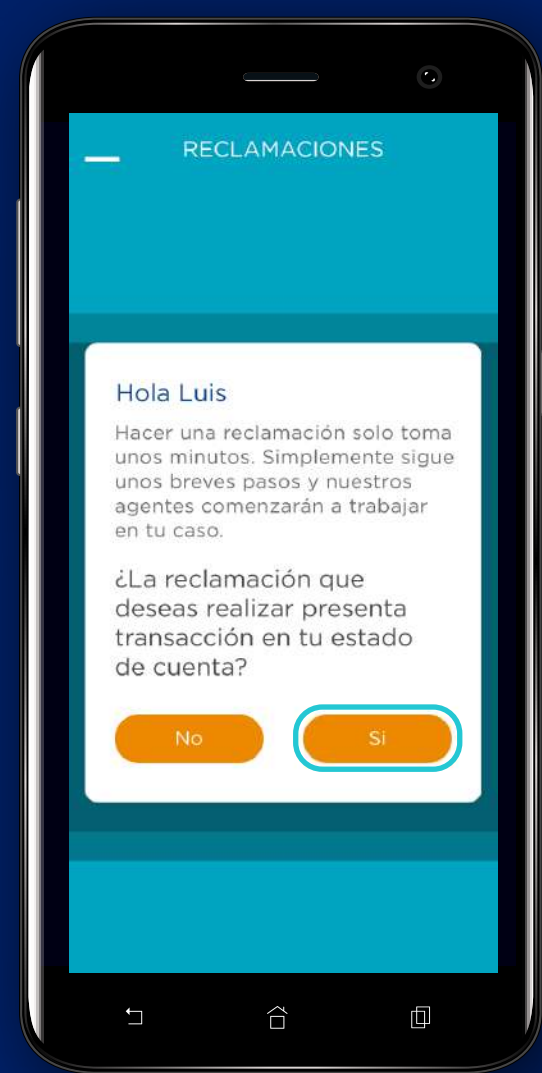 RECLAMACIONES
Hola Luis
Hacer una reclamación solo toma
unos minutos. Simplemente sigue
unos breves pasos y nuestros
agentes comenzarán a trabajar
en tu caso.
¿La reclamación que
deseas realizar presenta
transacción en tu estado
de cuenta?
No
Si